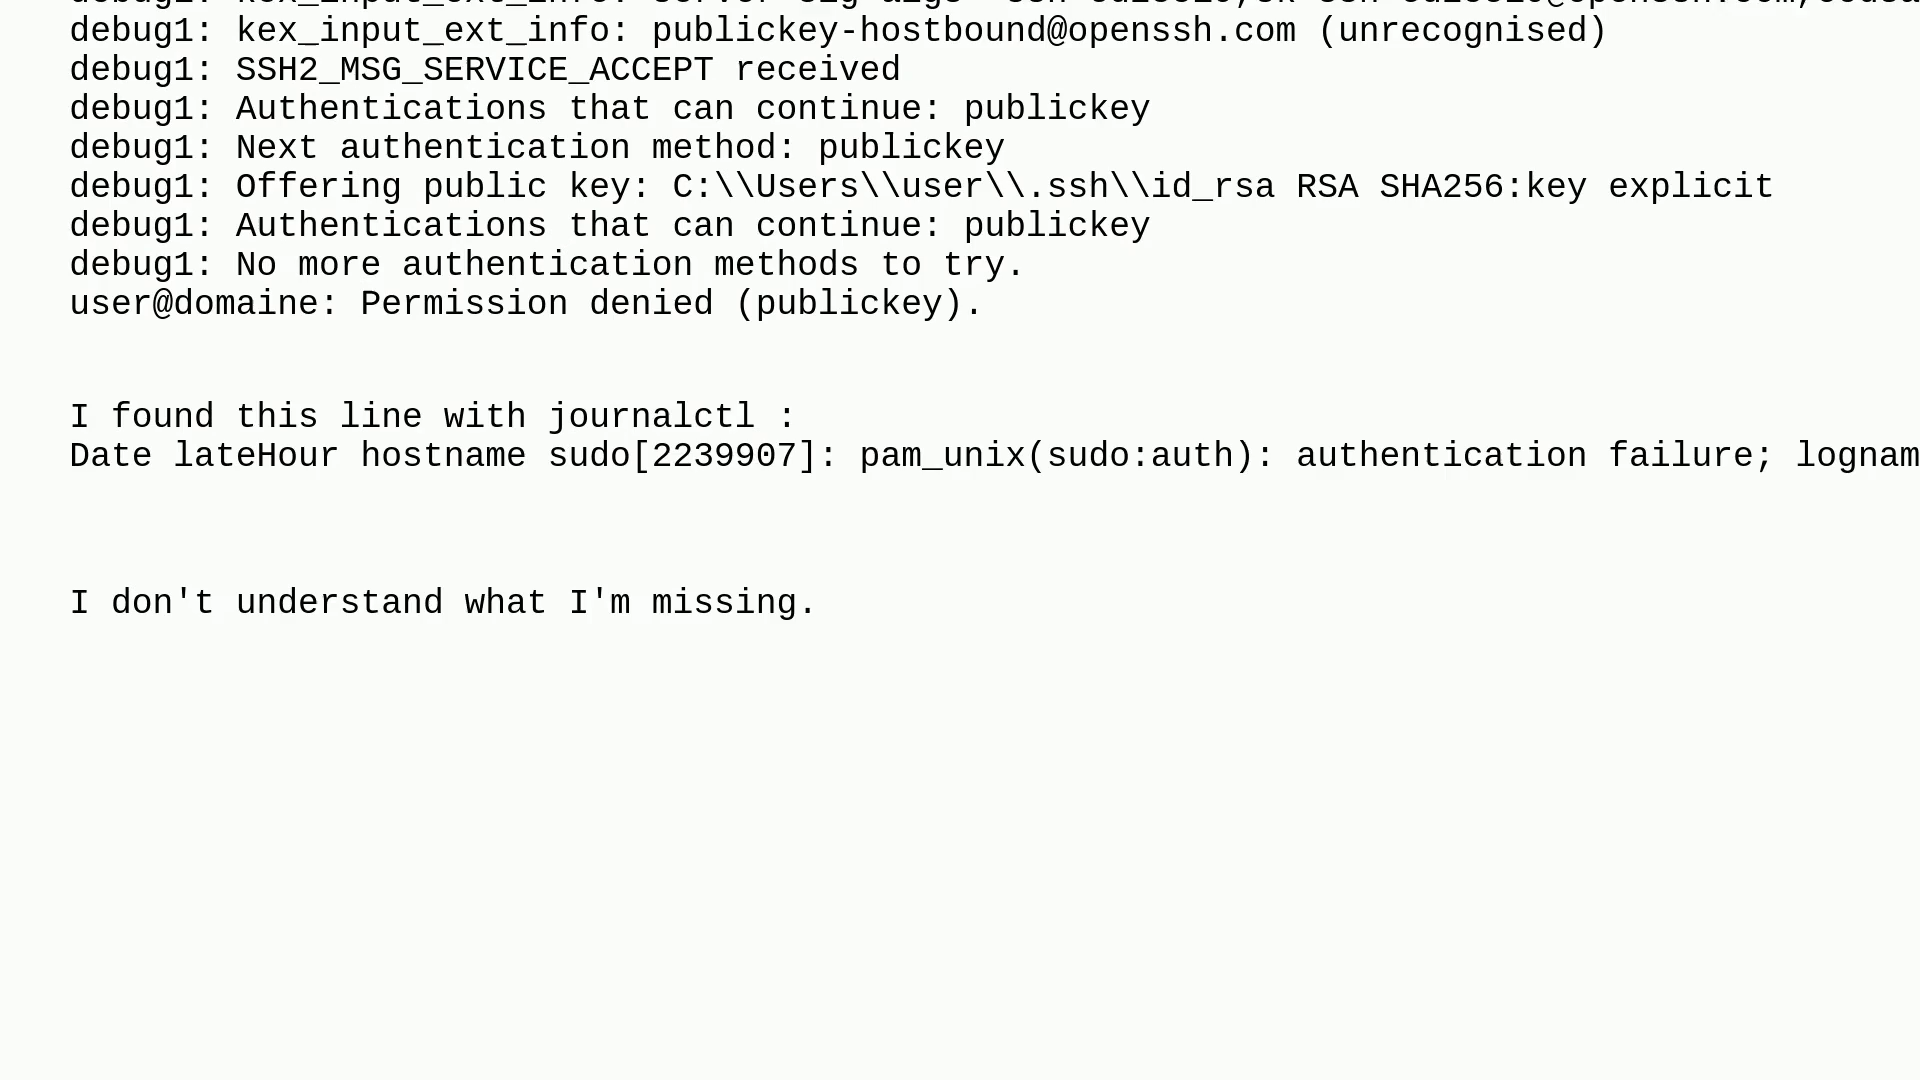 debug1: kex_input_ext_info: publickey-hostbound@openssh.com (unrecognised)
debug1: SSH2_MSG_SERVICE_ACCEPT received
debug1: Authentications that can continue: publickey
debug1: Next authentication method: publickey
debug1: Offering public key: C:\\Users\\user\\.ssh\\id_rsa RSA SHA256:key explicit
debug1: Authentications that can continue: publickey
debug1: No more authentication methods to try.
user@domaine: Permission denied (publickey).
I found this line with journalctl :
Date lateHour hostname sudo[2239907]: pam_unix(sudo:auth): authentication failure; lognam
I don't understand what I'm missing.